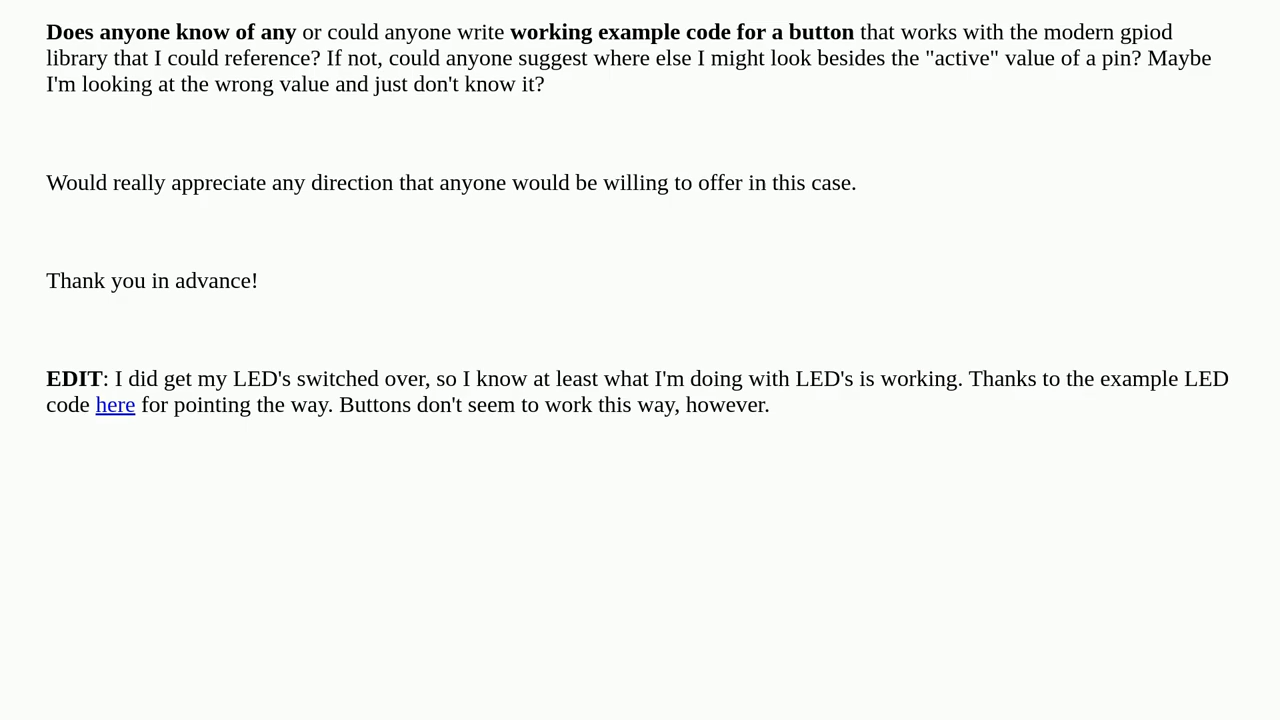 Does anyone know of any or could anyone write working example code for a button that works with the modern gpiod
library that I could reference? If not, could anyone suggest where else I might look besides the "active" value of a pin? Maybe
I'm looking at the wrong value and just don't know it?
Would really appreciate any direction that anyone would be willing to offer in this case.
Thank you in advance!
EDIT: I did get my LED's switched over, so I know at least what I'm doing with LED's is working. Thanks to the example LED
code here for pointing the way. Buttons don't seem to work this way, however.